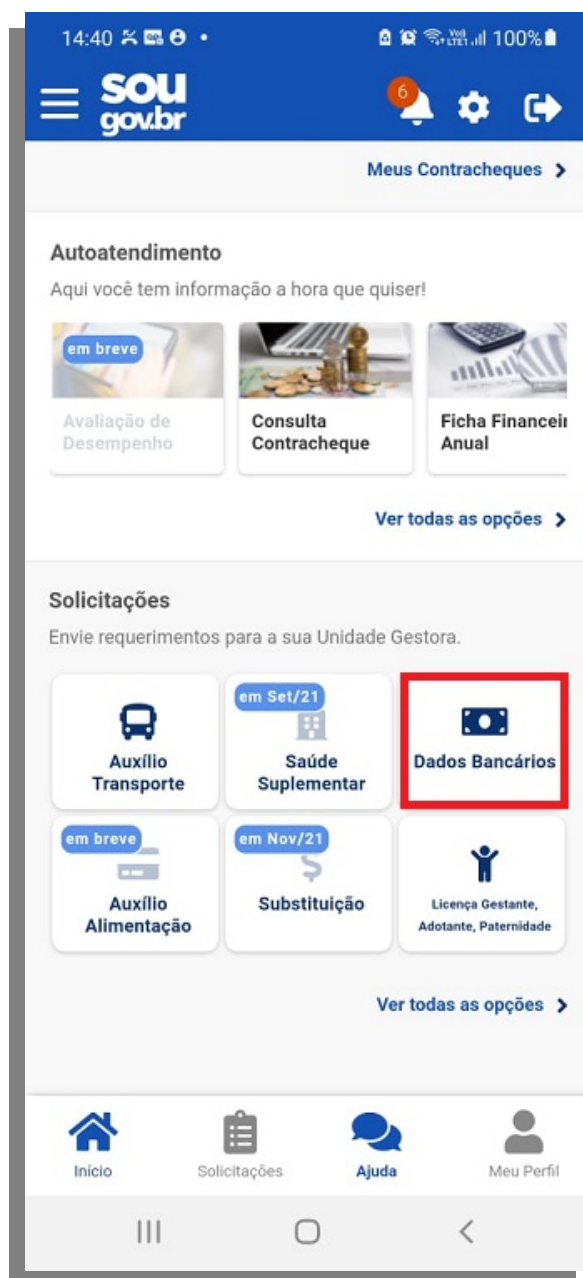 14:40
100%
sou
gov.br
6
Meus Contracheques
Autoatendimento
Aqui você tem informação a hora que quiser!
em breve
Avaliação de
Desempenho
Consulta
Contracheque
Ficha Financeir
Anual
Ver todas as opções
Solicitações
Envie requerimentos para a sua Unidade Gestora.
Auxílio
Transporte
em Set/21
Saúde
Suplementar
Dados Bancários
em breve
Auxílio
Alimentação
em Nov/21
Substituição
Licença Gestante,
Adotante, Paternidade
Ver todas as opções
Início
Solicitações
Ajuda
Meu Perfil